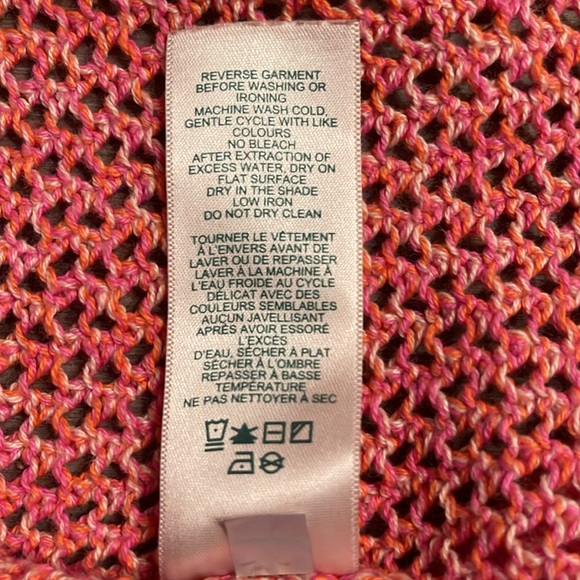 REVERSE GARMENT
BEFORE WASHING OR
IRONING
MACHINE WASH COLD,
GENTLE CYCLE WITH LIKE
COLOURS
NO BLEACH
AFTER EXTRACTION OF
EXCESS WATER, DRY ON
FLAT SURFACE
DRY IN THE SHADE
LOW IRON
DO NOT DRY CLEAN
TOURNER LE VÊTEMENT
À L'ENVERS AVANT DE
LAVER OU DE REPASSER
LAVER À LA MACHINE À
L'EAU FROIDE AU CYCLE
DÉLICAT AVEC DES
COULEURS SEMBLABLES
AUCUN JAVELLISANT
APRÈS AVOIR ESSORÉ
L'EXCÈS
D'EAU, SÉCHER À PLAT
SÉCHER À L'OMBRE
REPASSER À BASSE
TEMPÉRATURE
NE PAS NETTOYER À SEC